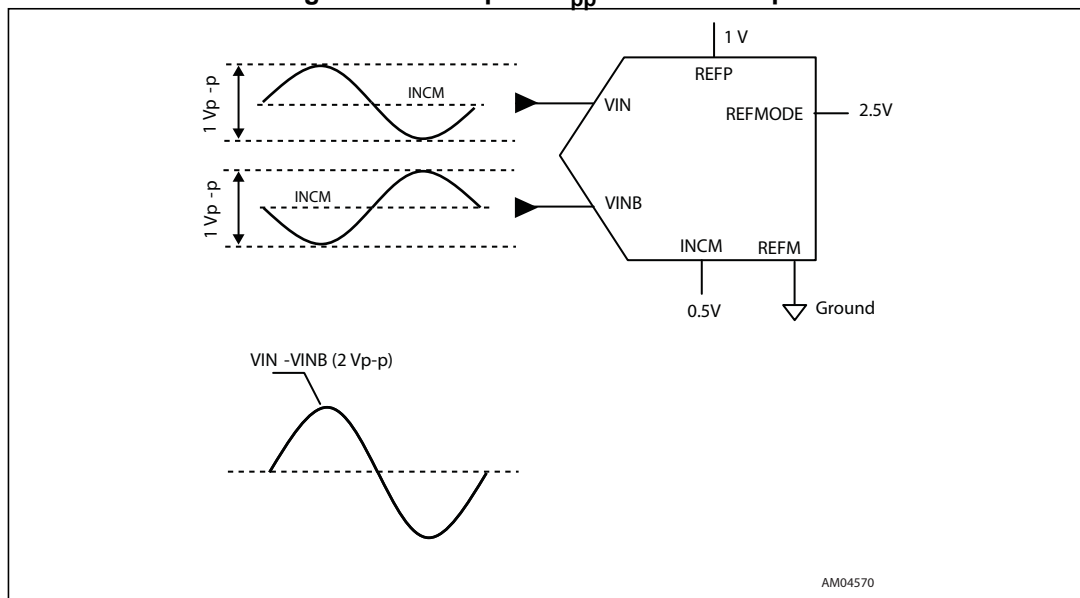 pp
1 V
REFP
1 Vp -p
INCM
VIN
REFMODE
2.5V
1 Vp -p
INCM
VINB
INCM
REFM
0.5V
Ground
VIN -VINB (2 Vp-p)
AM04570